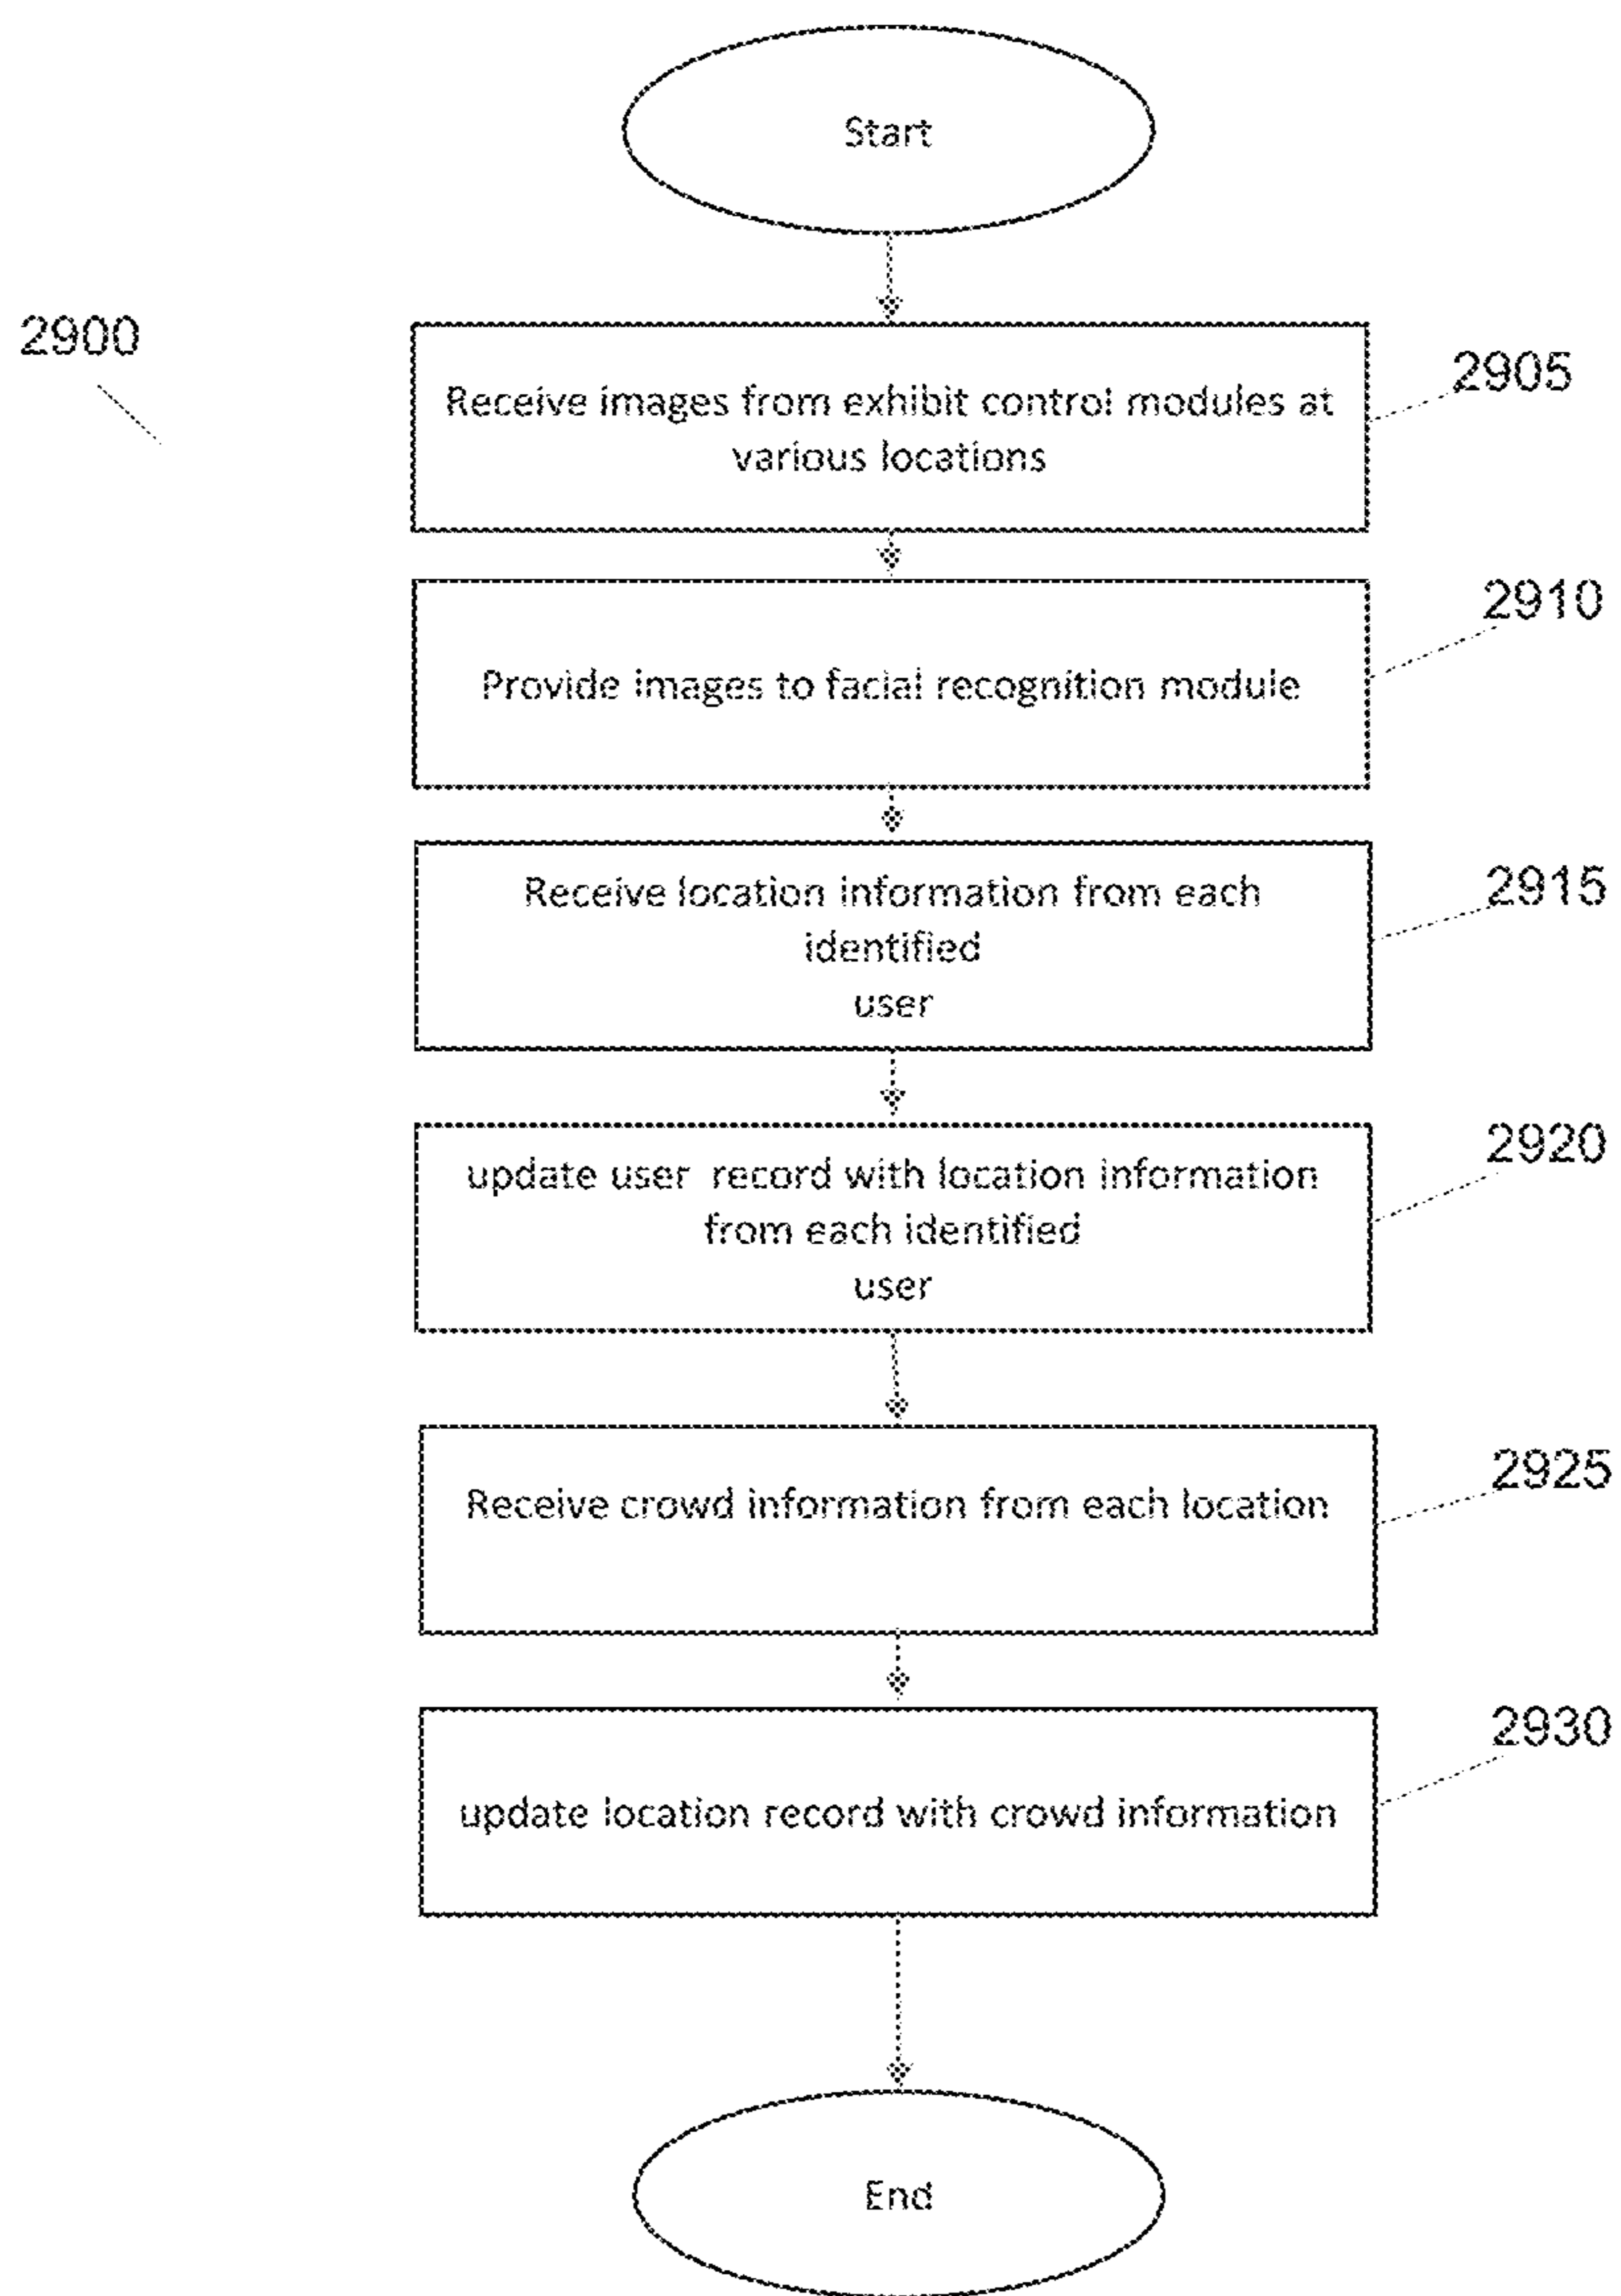 Start
2900
Receive images from exhibit control modules at
various locations
2905
Provide images to facial recognition module
2910
Receive location information from each
identified
user
2915
update user record with location information
from each identified
user
2920
Receive crowd information from each location
2925
update location record with crowd information
2930
End